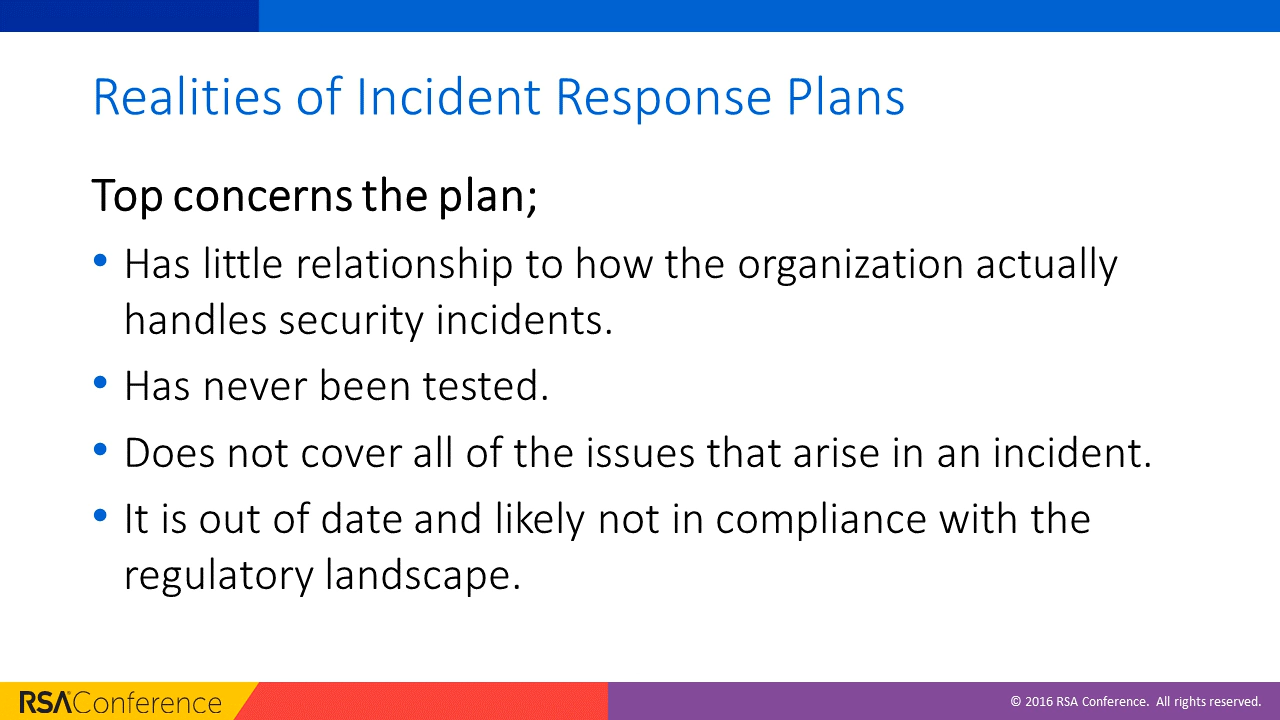 Realities of Incident Response Plans
Top concerns the plan;
• Has little relationship to how the organization actually
handles security incidents.
• Has never been tested.
• Does not cover all of the issues that arise in an incident.
• It is out of date and likely not in compliance with the
regulatory landscape.
RSAConference
© 2016 RSA Conference. All rights reserved.